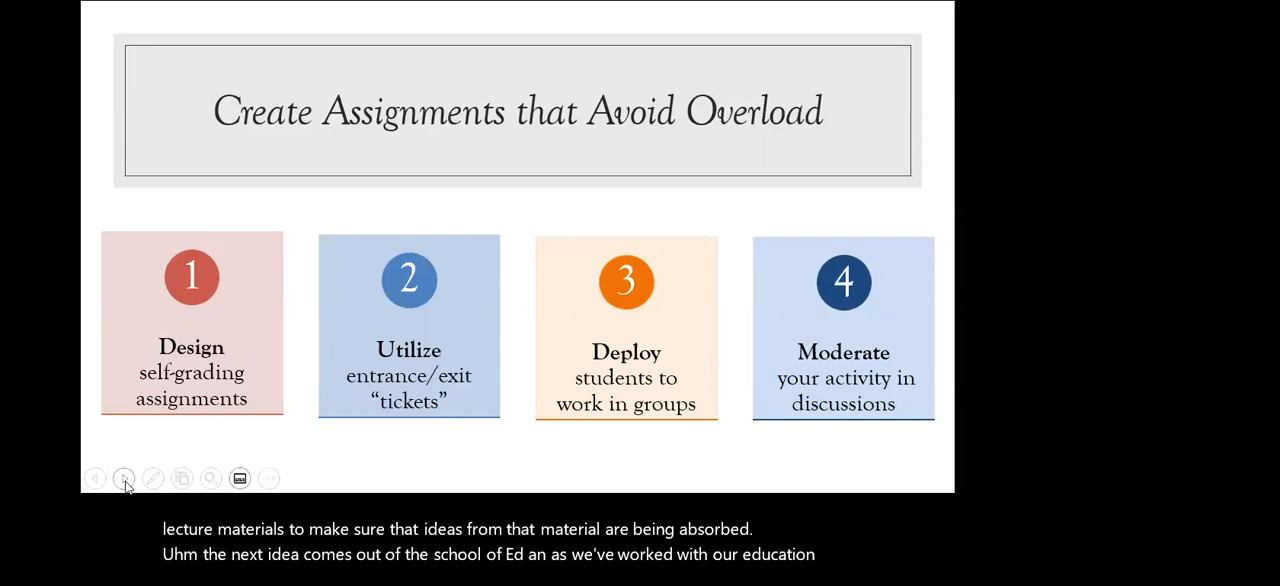 Create Assignments that Avoid Overload
1
Design
self-grading
assignments
2
Utilize
entrance/exit
“tickets”
3
Deploy
students to
work in groups
4
Moderate
your activity in
discussions
lecture materials to make sure that ideas from that material are being absorbed.
Uhm the next idea comes out of the school of Ed an as we've worked with our education